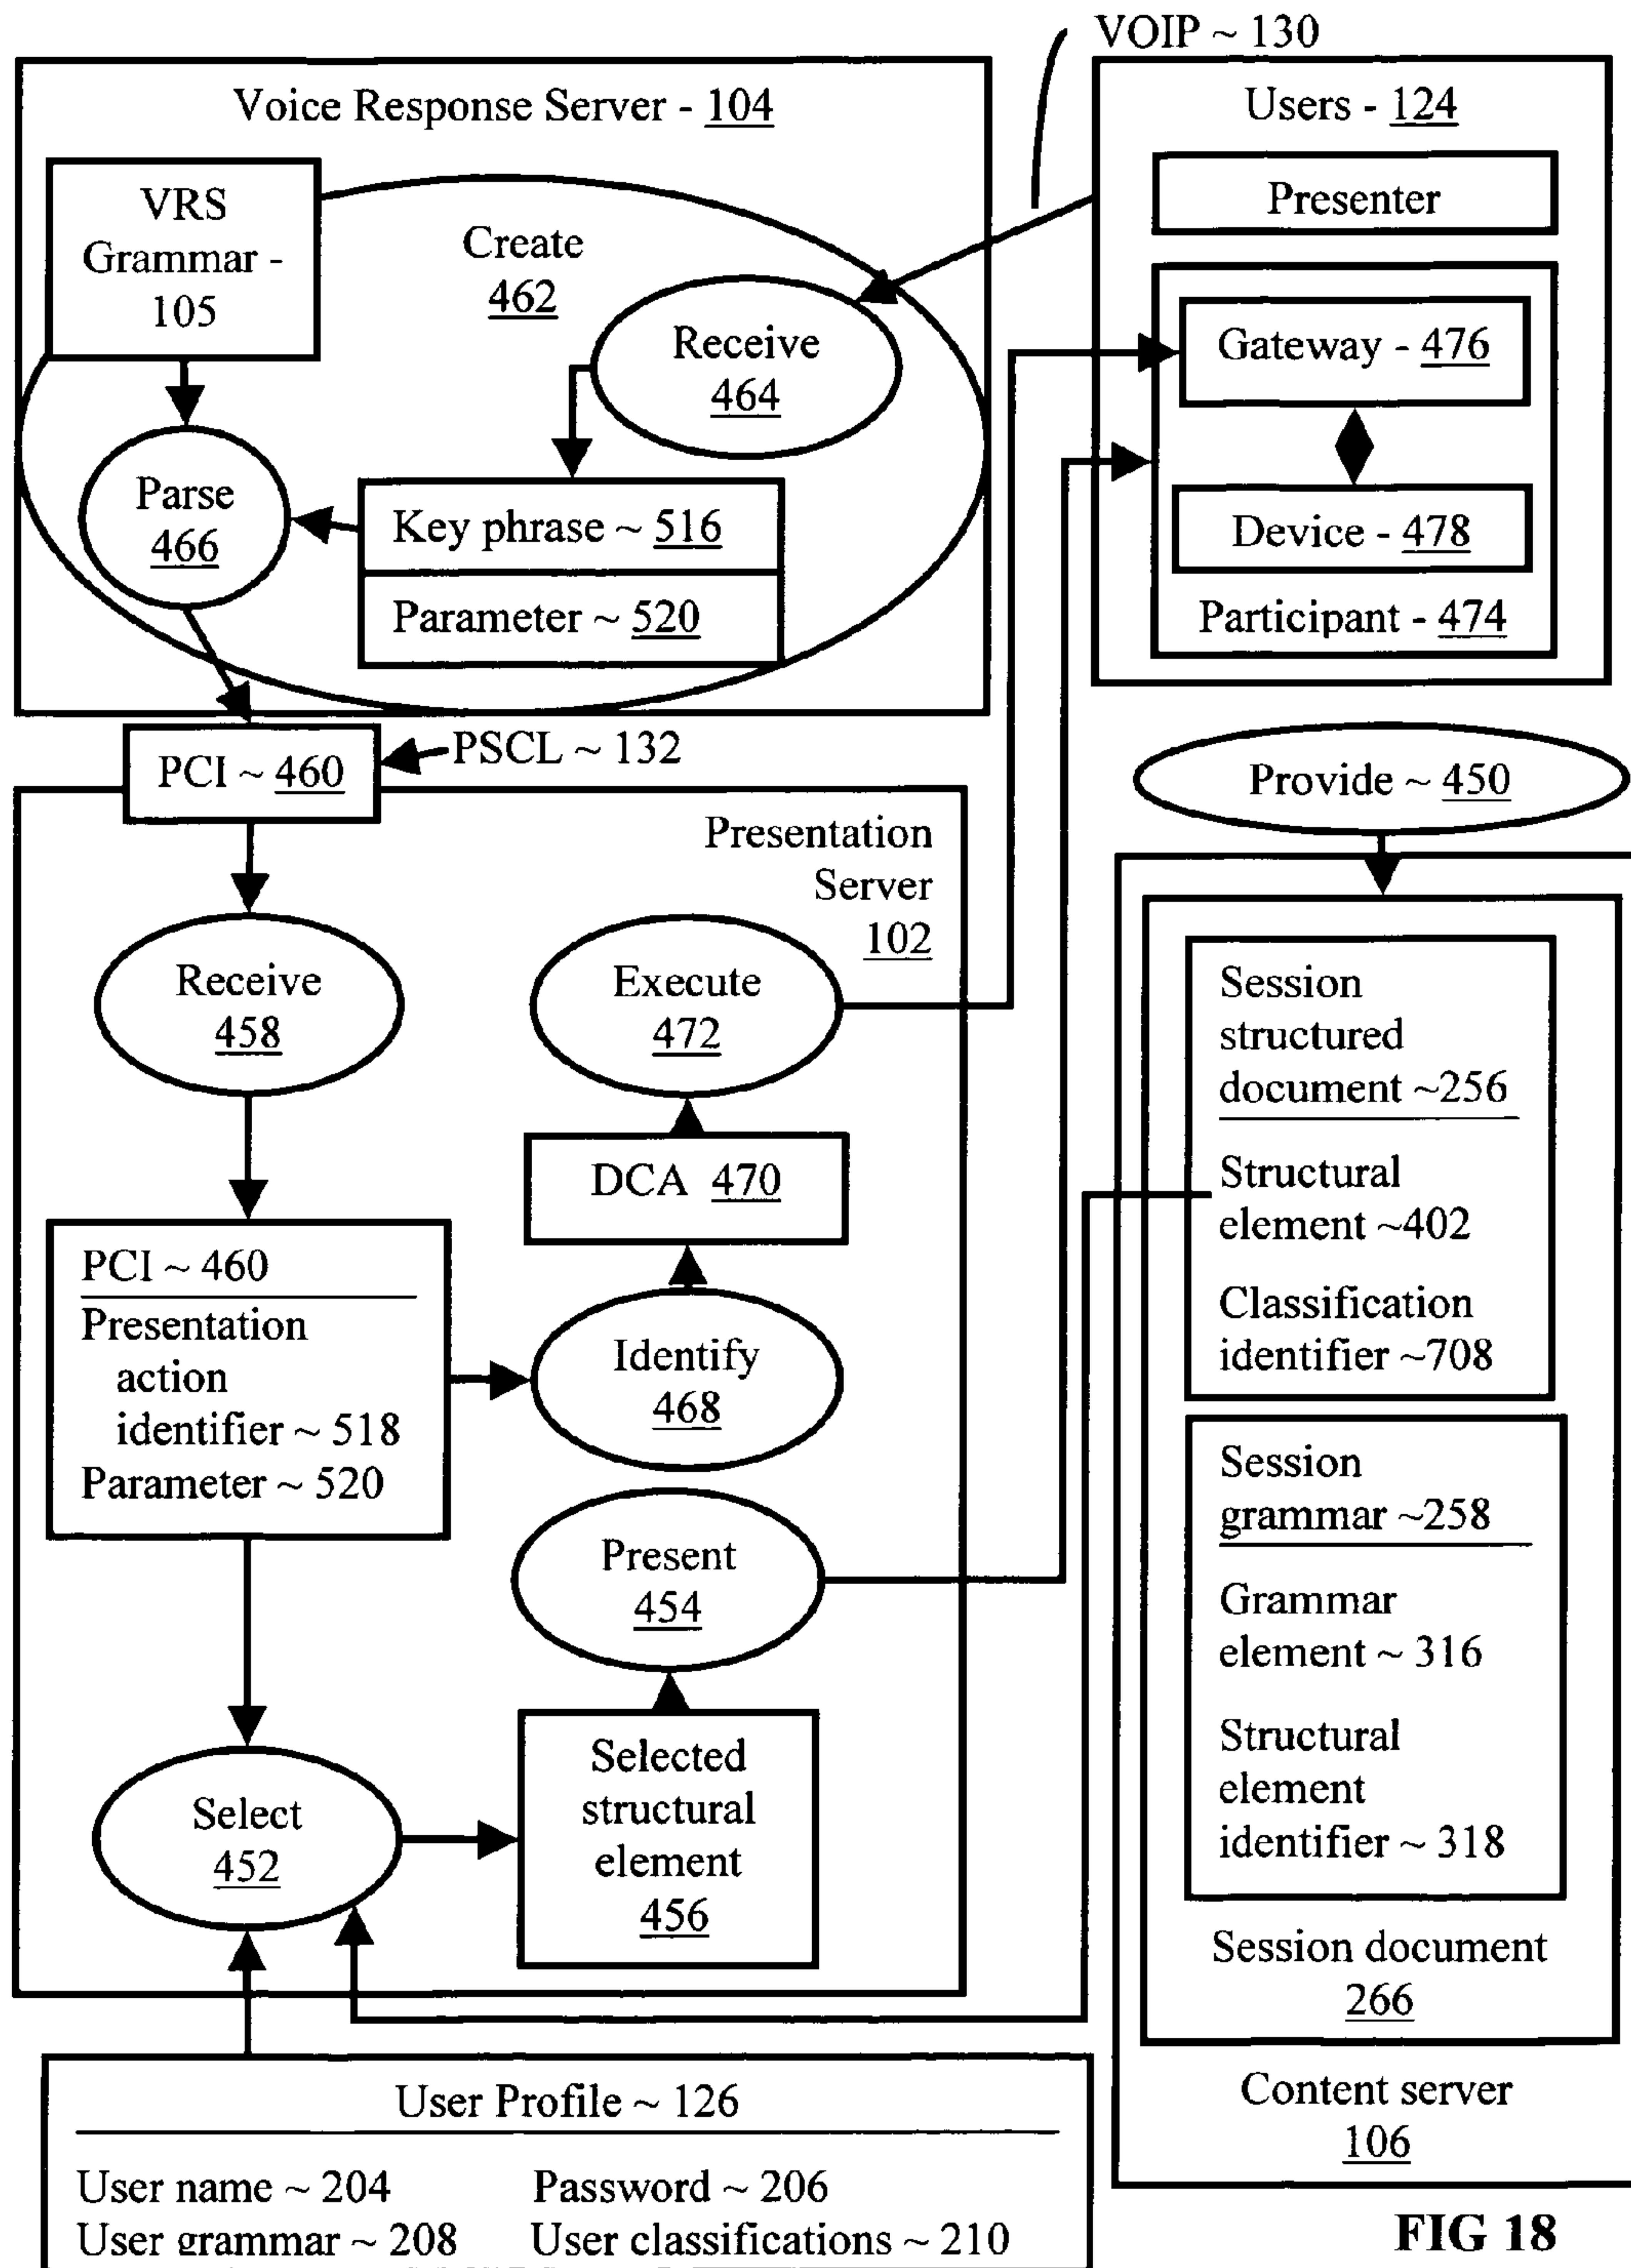 VOIP ~ 130
Voice Response Server - 104
VRS
Grammar -
105
Create
462
Receive
464
Parse
466
Key phrase ~ 516
Parameter ~ 520
Users - 124
Presenter
Gateway - 476
Device - 478
Participant - 474
PCI ~ 460
PSCL ~ 132
Provide ~ 450
Presentation
Server
102
Receive
458
Execute
472
DCA 470
PCI ~ 460
Presentation
action
identifier ~ 518
Parameter ~ 520
Identify
468
Present
454
Select
452
Selected
structural
element
456
Session
structured
document ~256
Structural
element ~402
Classification
identifier ~708
Session
grammar ~258
Grammar
element ~ 316
Structural
element
identifier ~ 318
Session document
266
Content server
106
User Profile ~ 126
User name ~ 204
Password ~ 206
User grammar ~ 208
User classifications ~ 210
FIG 18